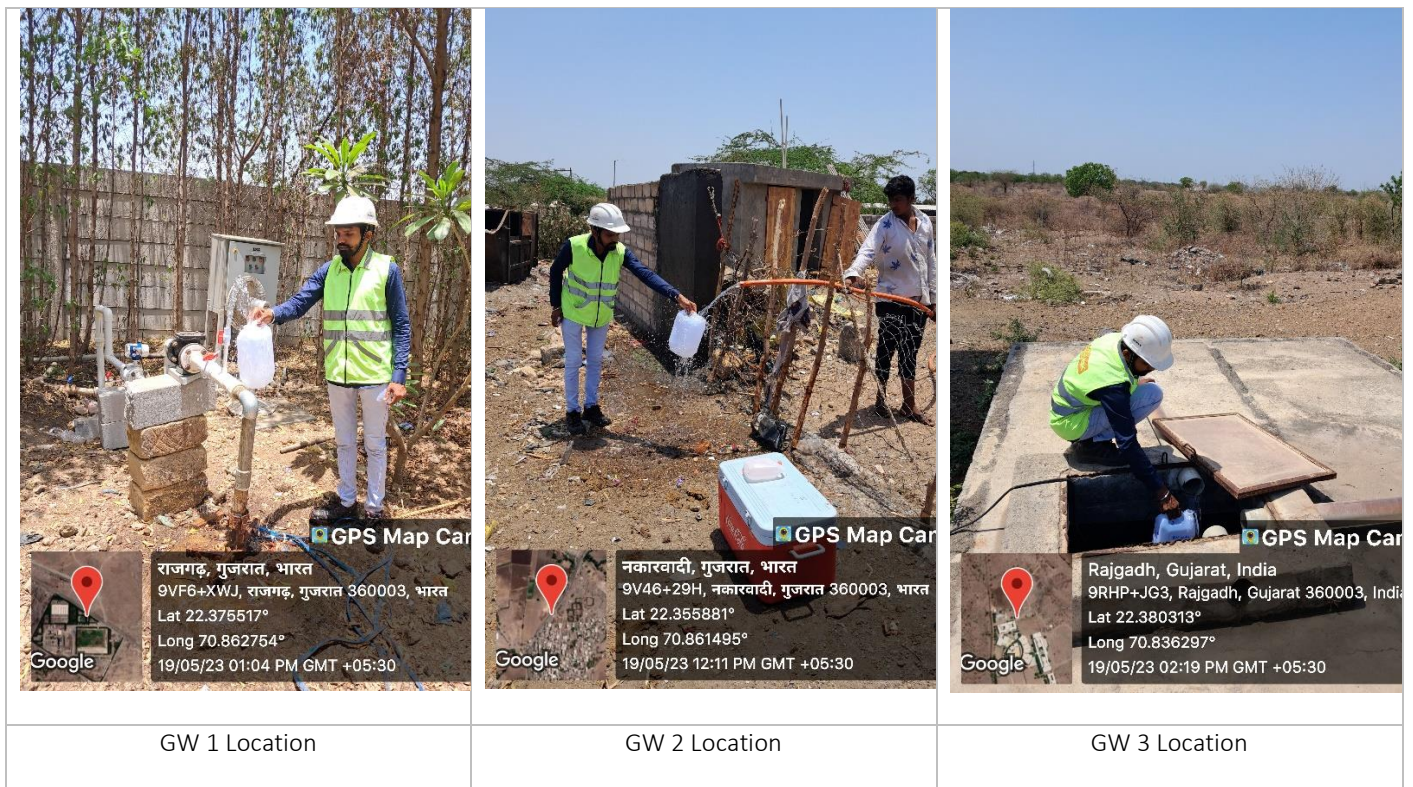 GPS Map Car
राजगढ़, गुजरात, भारत
9VF6+XWJ, राजगढ़, गुजरात 360003, भारत
Lat 22.375517°
Long 70.862754°
19/05/23 01:04 PM GMT +05:30
Google
GW 1 Location
GPS Map Car
नकारवादी, गुजरात, भारत
9V46+29H, नकारवादी, गुजरात 360003, भारत
Lat 22.355881°
Long 70.861495°
19/05/23 12:11 PM GMT +05:30
Google
GW 2 Location
GPS Map Car
Rajgadh, Gujarat, India
9RHP+JG3, Rajgadh, Gujarat 360003, India
Lat 22.380313°
Long 70.836297°
19/05/23 02:19 PM GMT +05:30
Google
GW 3 Location